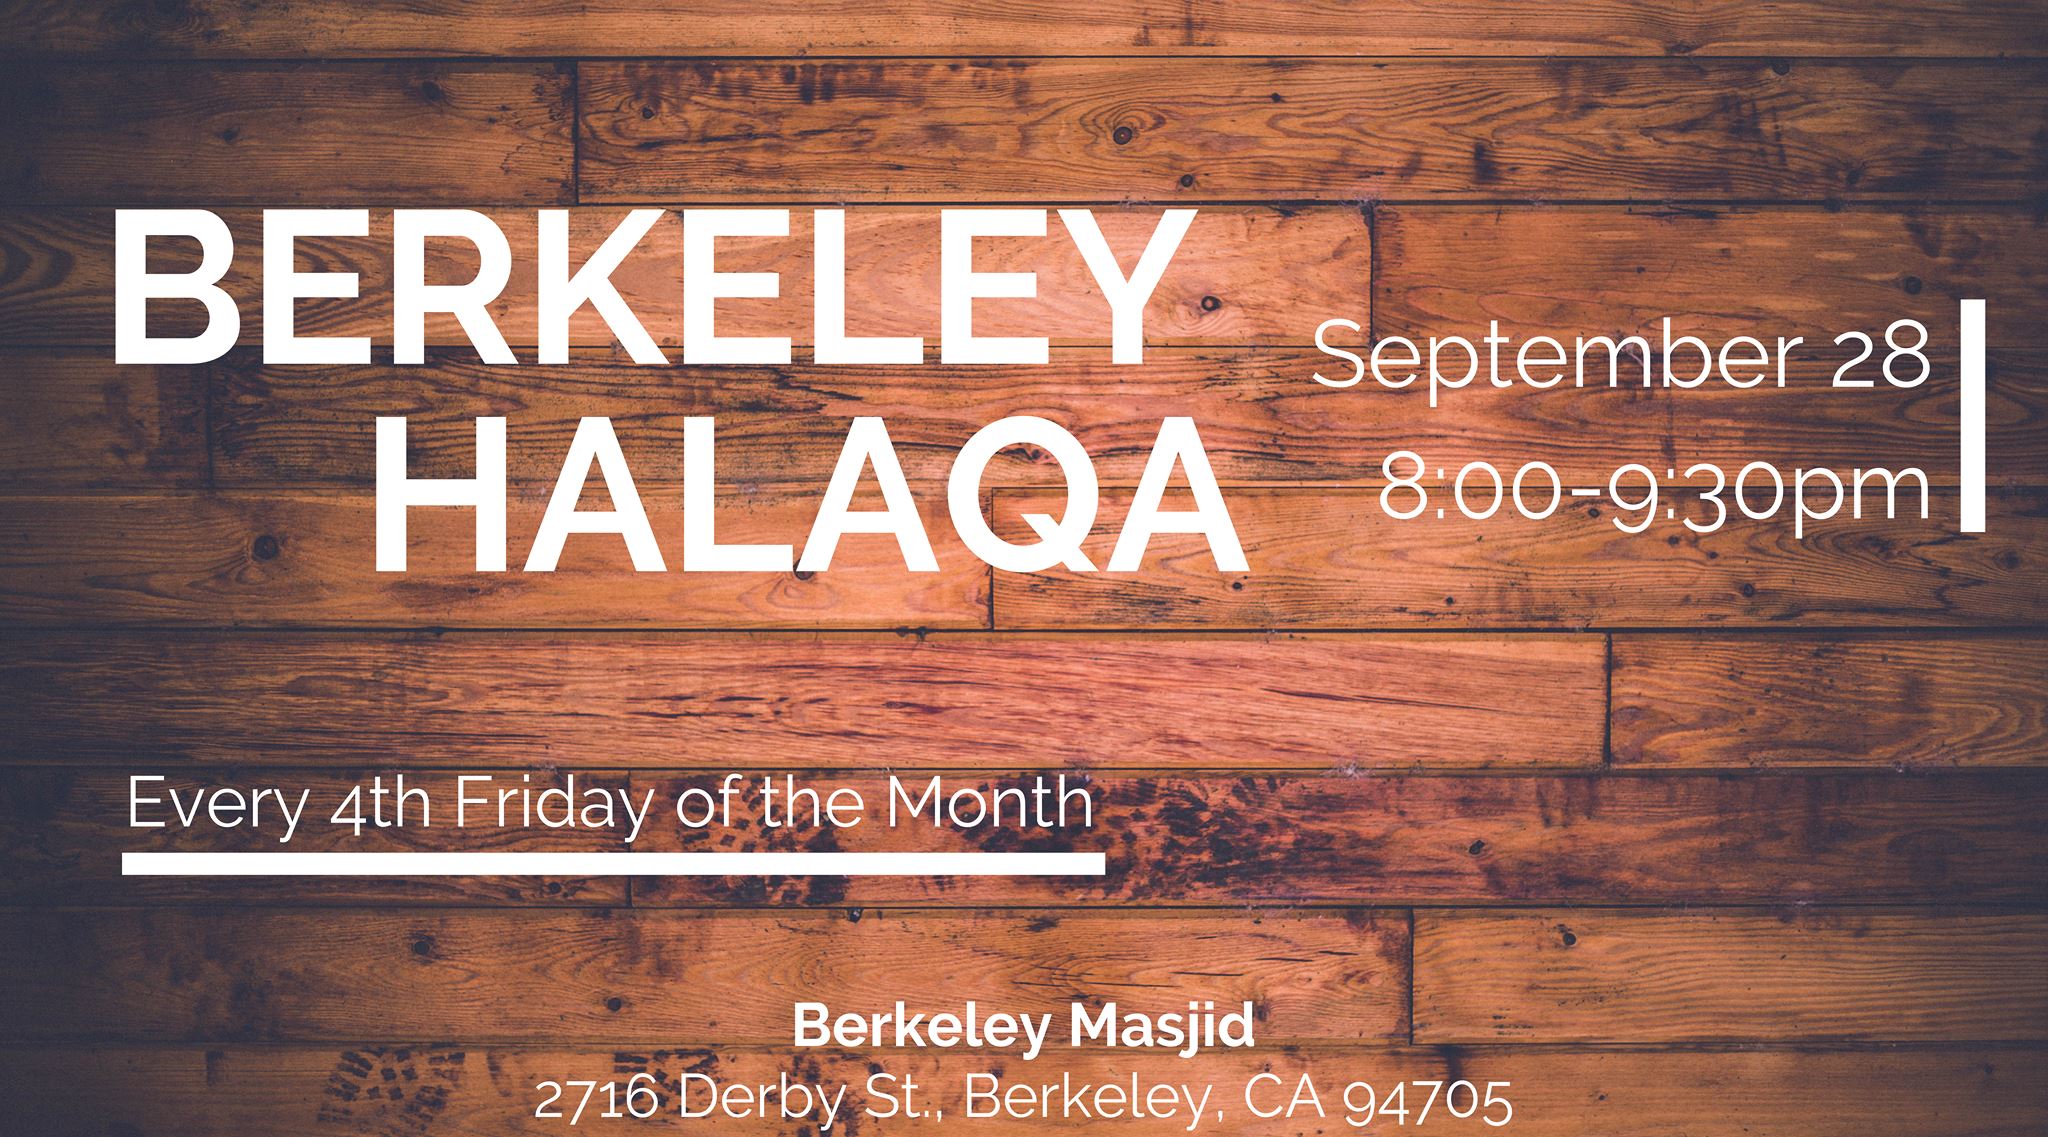 BERKELEY
HALAQA
September 28
8:00-9:30pm
Every 4th Friday of the Month
Berkeley Masjid
2716 Derby St., Berkeley, CA 94705